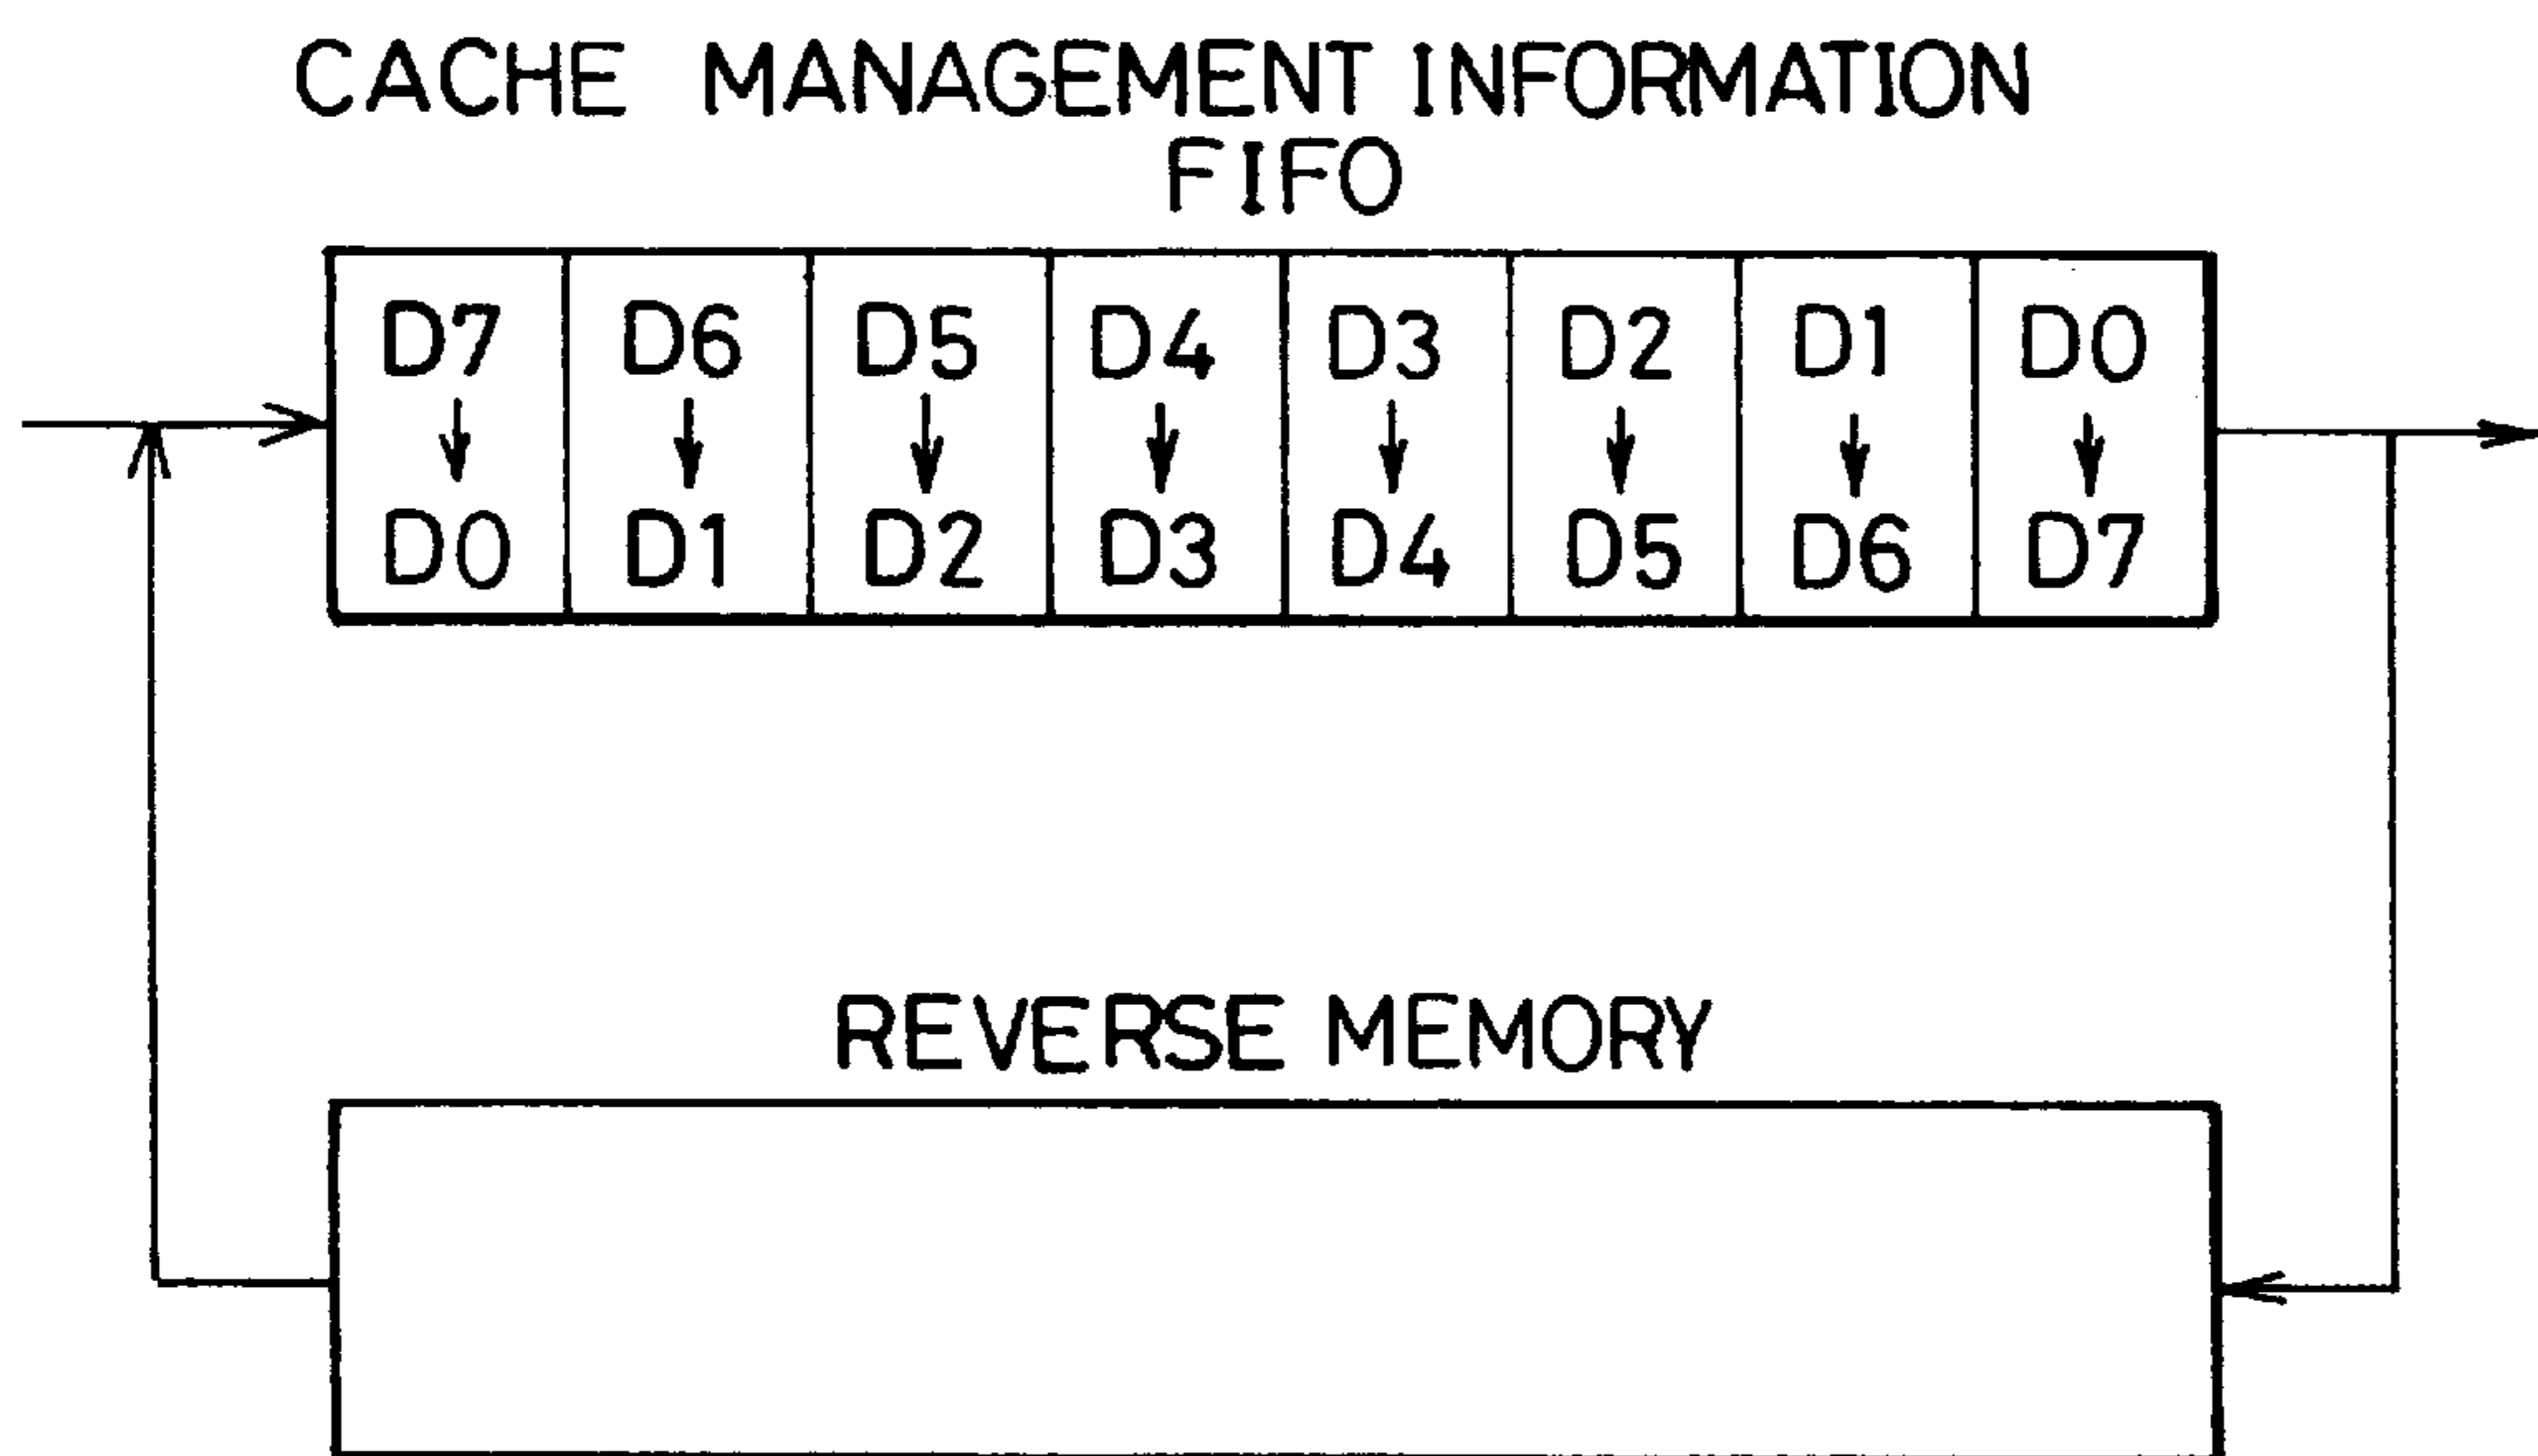 CACHE MANAGEMENT INFORMATION
FIFO
D7 D6 D5 D4 D3 D2 D1 D0
D0 D1 D2 D3 D4 D5 D6 D7
REVERSE MEMORY